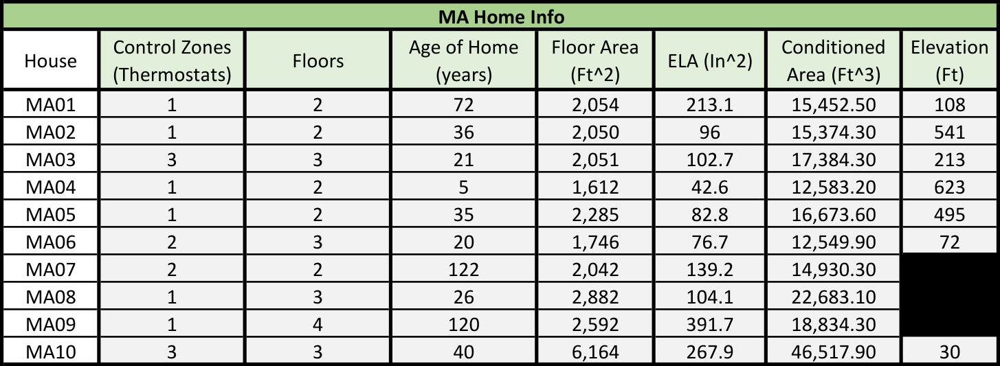 MA Home Info
House Control Zones (Thermostats) Floors Age of Home (years) Floor Area (Ft^2) ELA (In^2) Conditioned Area (Ft^3) Elevation (Ft)
MA01 1 2 72 2,054 213.1 15,452.50 108
MA02 1 2 36 2,050 96 15,374.30 541
MA03 3 3 21 2,051 102.7 17,384.30 213
MA04 1 2 5 1,612 42.6 12,583.20 623
MA05 1 2 35 2,285 82.8 16,673.60 495
MA06 2 3 20 1,746 76.7 12,549.90 72
MA07 2 2 122 2,042 139.2 14,930.30
MA08 1 3 26 2,882 104.1 22,683.10
MA09 1 4 120 2,592 391.7 18,834.30
MA10 3 3 40 6,164 267.9 46,517.90 30